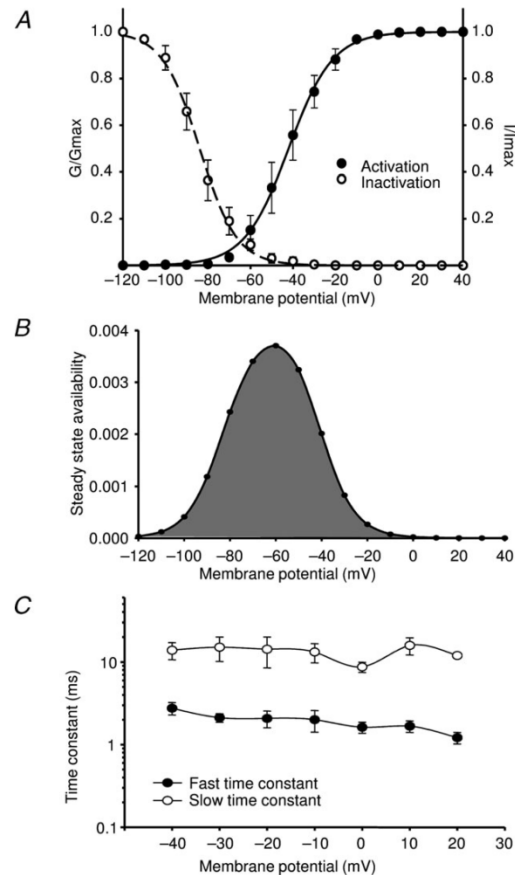 A
1.0
0.8
0.6
0.4
0.2
G/Gmax
1.0
0.8
0.6
0.4
0.2
I/Imax
Activation
Inactivation
−120 −100 −80 −60 −40 −20 0 20 40
Membrane potential (mV)
B
0.004
0.003
0.002
0.001
0.000
Steady state availability
−120 −100 −80 −60 −40 −20 0 20 40
Membrane potential (mV)
C
10
1
0.1
Time constant (ms)
Fast time constant
Slow time constant
−40 −30 −20 −10 0 10 20 30
Membrane potential (mV)